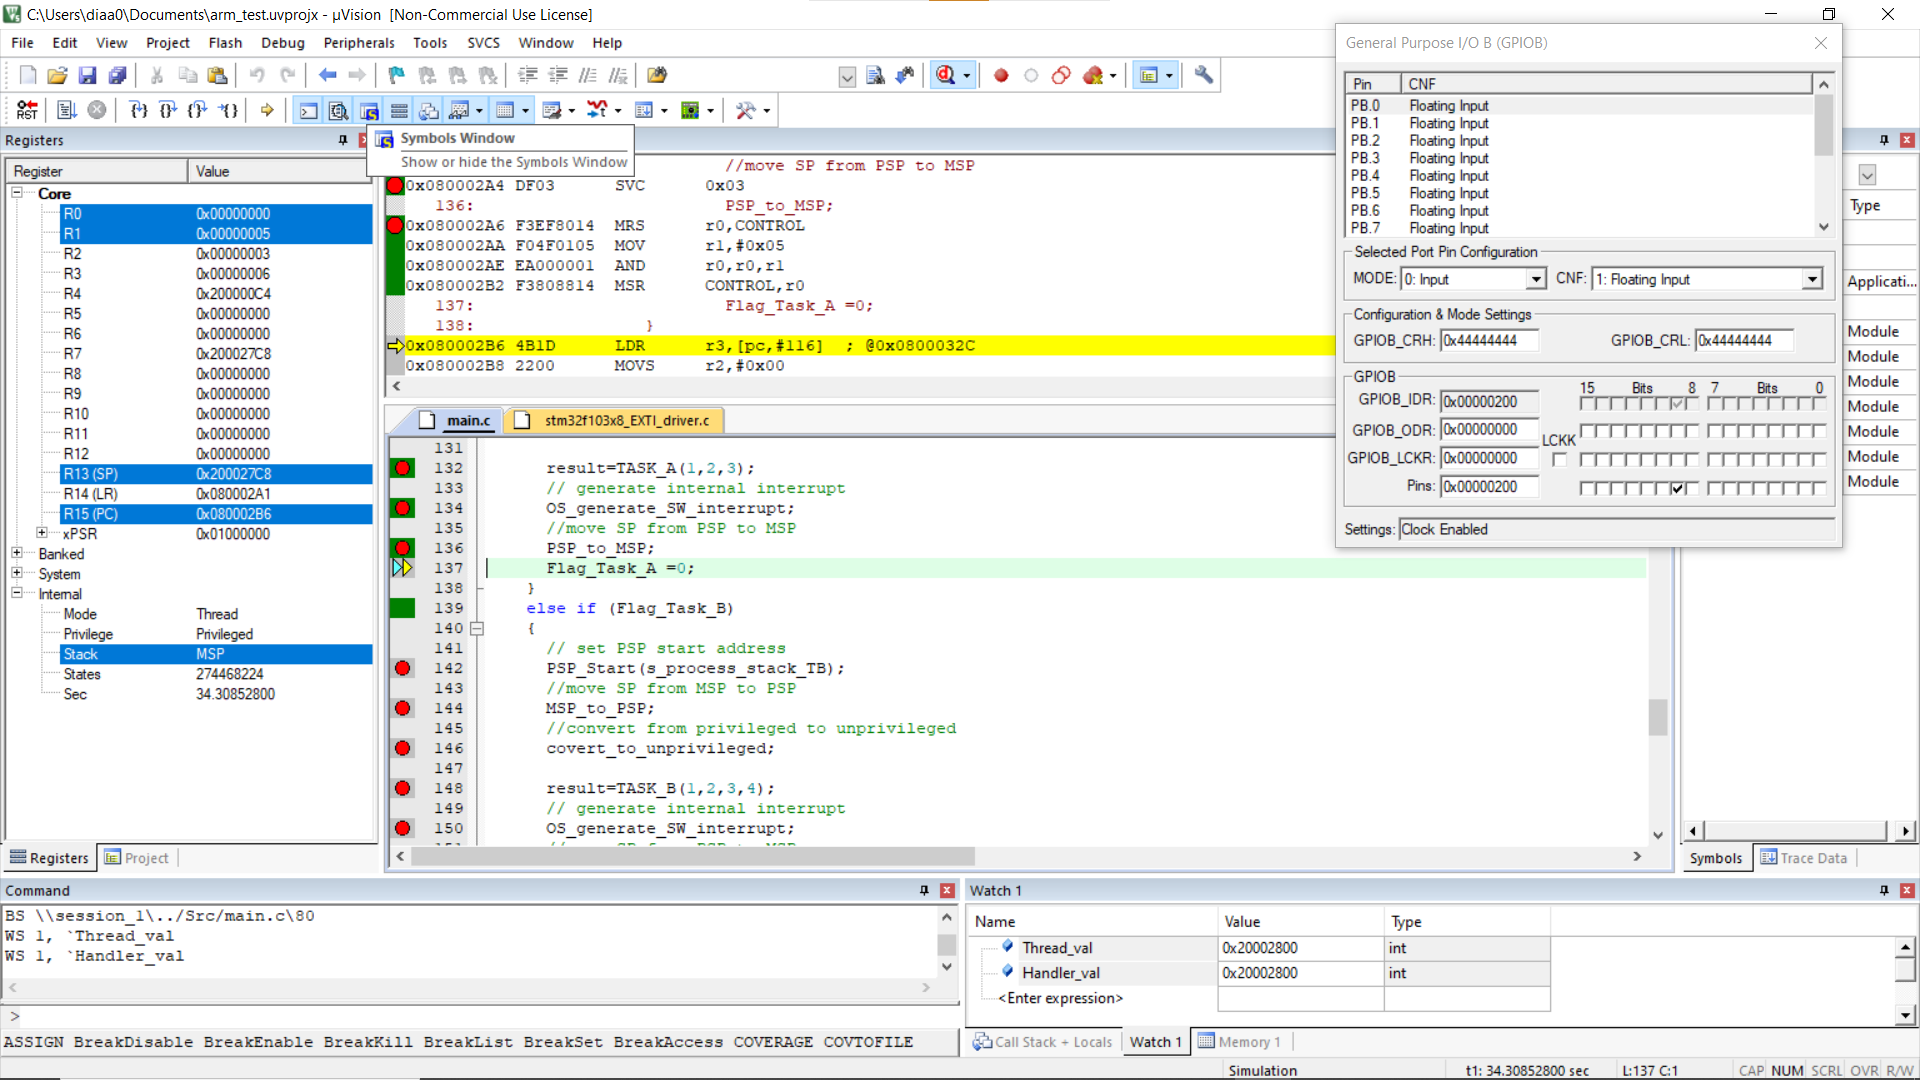 C:\Users\diaa0\Documents\arm_test.uvprojx - µVision [Non-Commercial Use License]
File Edit View Project Flash Debug Peripherals Tools SVCS Window Help
RST
Symbols Window
Show or hide the Symbols Window
Registers
Register Value
Core
R0 0x00000000
R1 0x00000005
R2 0x00000003
R3 0x00000006
R4 0x200000C4
R5 0x00000000
R6 0x00000000
R7 0x200027C8
R8 0x00000000
R9 0x00000000
R10 0x00000000
R11 0x00000000
R12 0x00000000
R13 (SP) 0x200027C8
R14 (LR) 0x080002A1
R15 (PC) 0x080002B6
xPSR 0x01000000
Banked
System
Internal
Mode Thread
Privilege Privileged
Stack MSP
States 274468224
Sec 34.30852800
Registers Project
//move SP from PSP to MSP
0x080002A4 DF03 SVC 0x03
136: PSP_to_MSP;
0x080002A6 F3EF8014 MRS r0,CONTROL
0x080002AA F04F0105 MOV r1,#0x05
0x080002AE EA000001 AND r0,r0,r1
0x080002B2 F3808814 MSR CONTROL,r0
137: Flag_Task_A =0;
138: }
0x080002B6 4B1D LDR r3,[pc,#116] ; @0x0800032C
0x080002B8 2200 MOVS r2,#0x00
main.c stm32f103x8_EXTI_driver.c
131
132 result=TASK_A(1,2,3);
133 // generate internal interrupt
134 OS_generate_SW_interrupt;
135 //move SP from PSP to MSP
136 PSP_to_MSP;
137 Flag_Task_A =0;
138 }
139 else if (Flag_Task_B)
140 {
141 // set PSP start address
142 PSP_Start(s_process_stack_TB);
143 //move SP from MSP to PSP
144 MSP_to_PSP;
145 //convert from privileged to unprivileged
146 covert_to_unprivileged;
147
148 result=TASK_B(1,2,3,4);
149 // generate internal interrupt
150 OS_generate_SW_interrupt;
General Purpose I/O B (GPIOB)
Pin CNF
PB.0 Floating Input
PB.1 Floating Input
PB.2 Floating Input
PB.3 Floating Input
PB.4 Floating Input
PB.5 Floating Input
PB.6 Floating Input
PB.7 Floating Input
Selected Port Pin Configuration
MODE: 0: Input CNF: 1: Floating Input
Configuration & Mode Settings
GPIOB_CRH: 0x44444444 GPIOB_CRL: 0x44444444
GPIOB
15 Bits 8 7 Bits 0
GPIOB_IDR: 0x00000200
GPIOB_ODR: 0x00000000
LCKK
GPIOB_LCKR: 0x00000000
Pins: 0x00000200
Settings: Clock Enabled
Type
Applicati...
Module
Module
Module
Module
Module
Module
Module
Symbols Trace Data
Command
BS \\session_1\../Src/main.c\80
WS 1, `Thread_val
WS 1, `Handler_val
>
ASSIGN BreakDisable BreakEnable BreakKill BreakList BreakSet BreakAccess COVERAGE COVTOFILE
Watch 1
Name Value Type
Thread_val 0x20002800 int
Handler_val 0x20002800 int
<Enter expression>
Call Stack + Locals Watch 1 Memory 1
Simulation t1: 34.30852800 sec L:137 C:1 CAP NUM SCRL OVR R/W